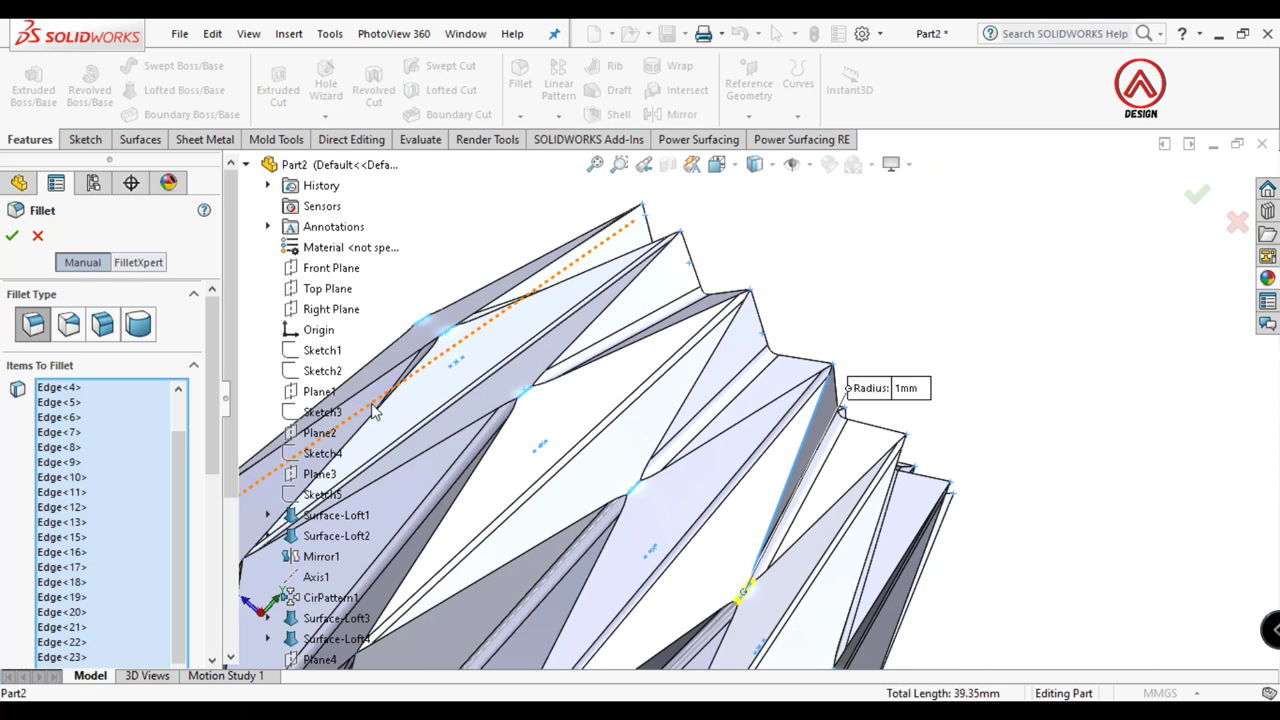 SOLIDWORKS File Edit View Insert Tools PhotoView 360 Window Help Part2 * Search SOLIDWORKS Help ?
Extruded Boss/Base
Revolved Boss/Base
Swept Boss/Base
Lofted Boss/Base
Boundary Boss/Base
Extruded Cut
Hole Wizard
Revolved Cut
Swept Cut
Boundary Cut
Fillet
Linear Pattern
Rib
Draft
Shell
Wrap
Intersect
Mirror
Reference Geometry
Curves
Instant3D
DESIGN
Features Sketch Surfaces Sheet Metal Mold Tools Direct Editing Evaluate Render Tools SOLIDWORKS Add-Ins Power Surfacing Power Surfacing RE
Fillet ?
Manual FilletXpert
Fillet Type
Items To Fillet
Edge<4>
Edge<5>
Edge<6>
Edge<7>
Edge<8>
Edge<9>
Edge<10>
Edge<11>
Edge<12>
Edge<13>
Edge<15>
Edge<16>
Edge<17>
Edge<18>
Edge<19>
Edge<20>
Edge<21>
Edge<22>
Edge<23>
Part2 (Default<<Defa...
History
Sensors
Annotations
Material <not spe...
Front Plane
Top Plane
Right Plane
Origin
Sketch1
Sketch2
Plane1
Sketch3
Plane2
Sketch4
Plane3
Sketch5
Surface-Loft1
Surface-Loft2
Mirror1
Axis1
CirPattern1
Surface-Loft3
Surface-Loft4
Plane4
Radius: 1mm
Model 3D Views Motion Study 1
Part2 Total Length: 39.35mm Editing Part MMGS